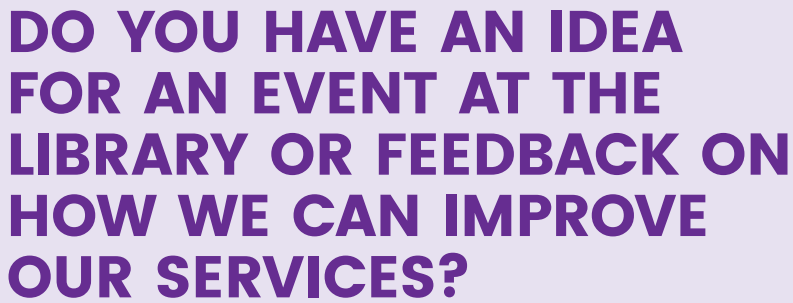 DO YOU HAVE AN IDEA
FOR AN EVENT AT THE
LIBRARY OR FEEDBACK ON
HOW WE CAN IMPROVE
OUR SERVICES?